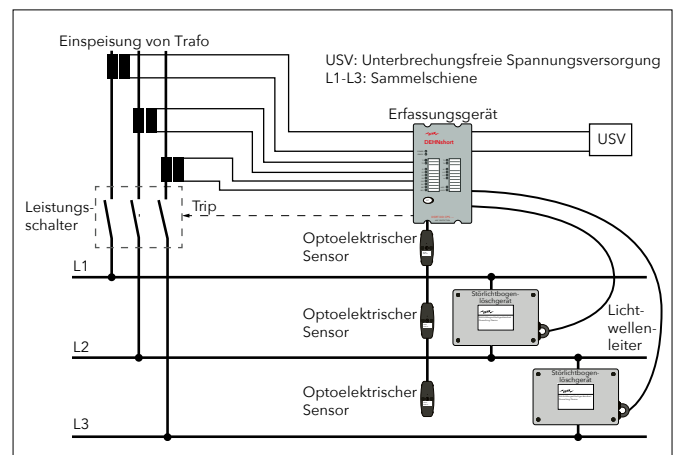 Einspeisung von Trafo
USV: Unterbrechungsfreie Spannungsversorgung
L1-L3: Sammelschiene
Erfassungsgerät
DEHNshort
USV
Leistungs-
schalter
Trip
Optoelektrischer
Sensor
L1
Störlichtbogen-
löschgerät
Optoelektrischer
Sensor
Licht-
wellen-
leiter
L2
Störlichtbogen-
löschgerät
Optoelektrischer
Sensor
L3